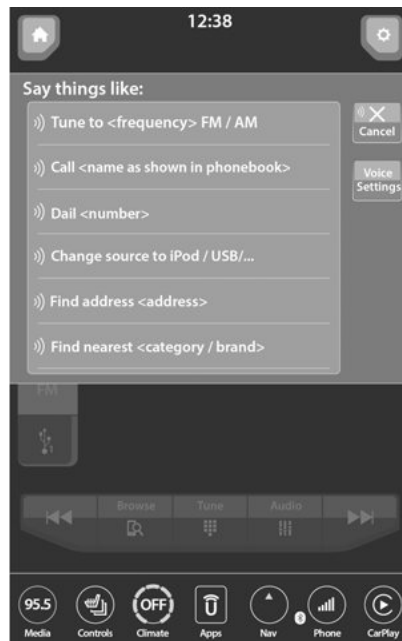 12:38
Say things like:
Tune to <frequency> FM / AM
Cancel
Call <name as shown in phonebook>
Voice
Settings
Dail <number>
Change source to iPod / USB/...
Find address <address>
Find nearest <category / brand>
FM
1
Browse Tune Audio
95.5 OFF
Media Controls Climate Apps Nav Phone CarPlay